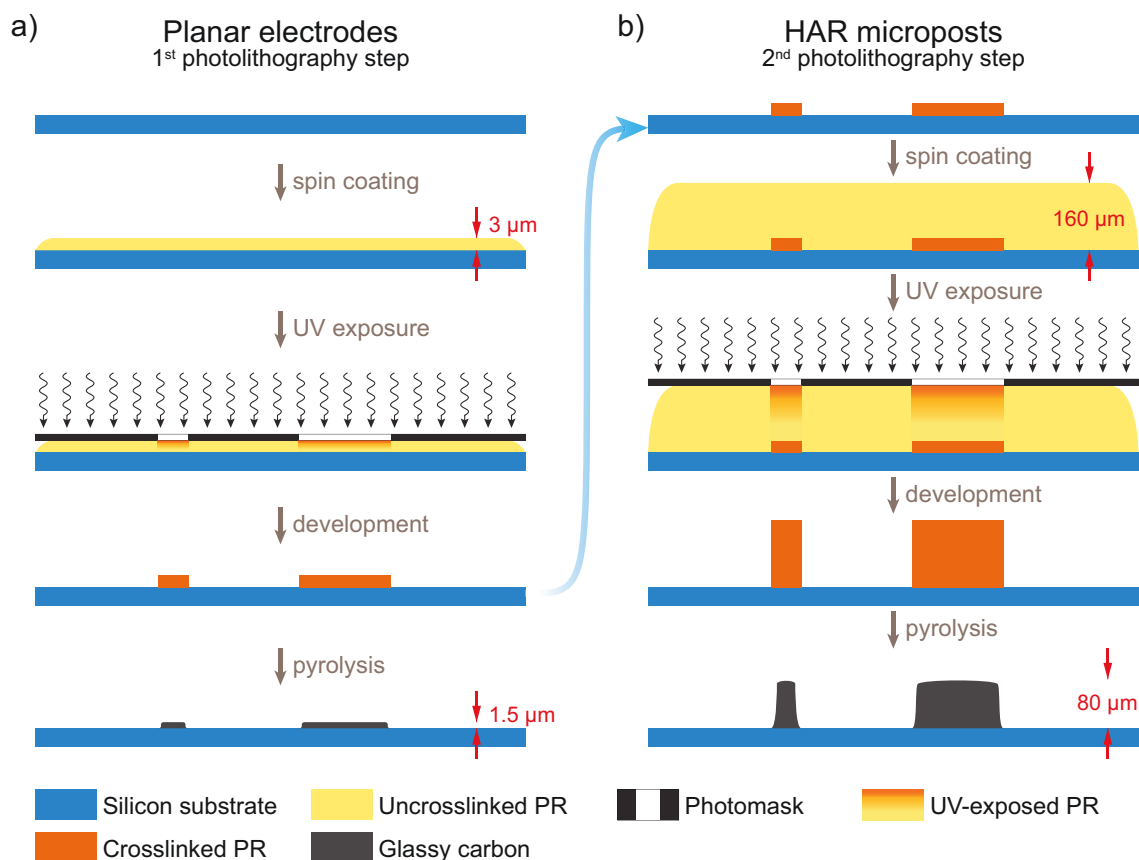 a)
Planar electrodes
1st photolithography step
spin coating
3 µm
UV exposure
development
pyrolysis
1.5 µm
b)
HAR microposts
2nd photolithography step
spin coating
160 µm
UV exposure
development
pyrolysis
80 µm
Silicon substrate
Uncrosslinked PR
Photomask
UV-exposed PR
Crosslinked PR
Glassy carbon